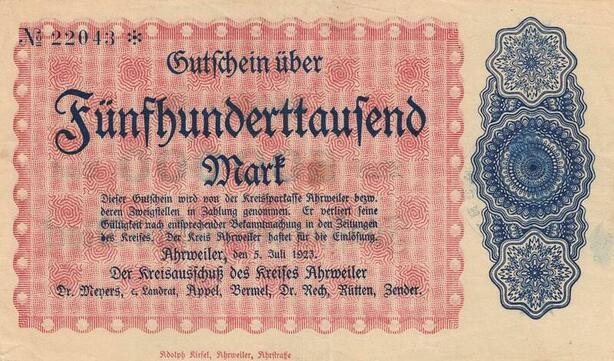 № 22043 *
Gutschein über
Fünfhunderttausend
Mark
Dieser Gutschein wird von der Kreissparkasse Ahrweiler bezw.
deren Zweigstellen in Zahlung genommen. Er verliert seine
Gültigkeit nach entsprechender Bekanntmachung in den Zeitungen
des Kreises. Der Kreis Ahrweiler haftet für die Einlösung.
Ahrweiler, den 5. Juli 1923.
Der Kreisausschuß des Kreises Ahrweiler
Dr. Meyers, c. Landrat, Appel, Bermel, Dr. Rech, Rütten, Zender.
Adolph Kirfel, Ahrweiler, Ahrstraße